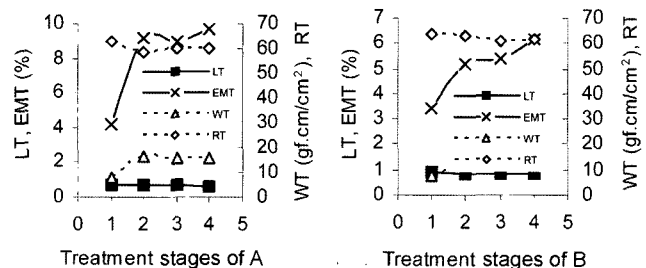 LT, EMT (%)
10
8
6
4
2
0
LT
EMT
WT
RT
70
60
50
40
30
20
10
0
WT (gf.cm/cm²), RT
0 1 2 3 4 5
Treatment stages of A
LT, EMT (%)
7
6
5
4
3
2
1
0
LT
EMT
WT
RT
70
60
50
40
30
20
10
0
WT (gf.cm/cm²), RT
0 1 2 3 4 5
Treatment stages of B